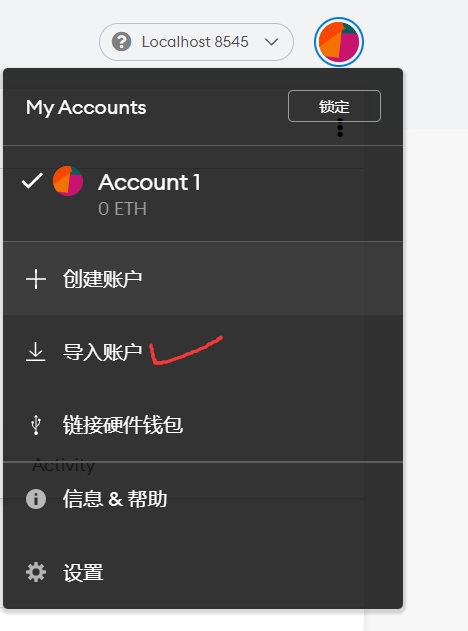 Localhost 8545
My Accounts
锁定
Account 1
0 ETH
创建账户
导入账户
链接硬件钱包
Activity
信息 & 帮助
设置